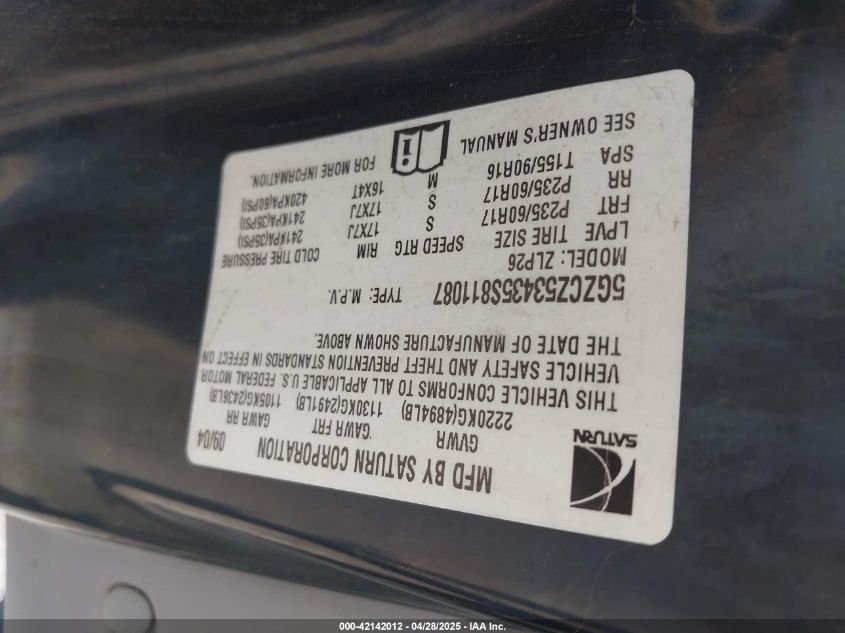 SATURN
MFD BY SATURN CORPORATION 09/04
GVWR GAWR FRT GAWR RR
2220KG(4894LB) 1130KG(2491LB) 1105KG(2436LB)
THIS VEHICLE CONFORMS TO ALL APPLICABLE U.S. FEDERAL MOTOR
VEHICLE SAFETY AND THEFT PREVENTION STANDARDS IN EFFECT ON
THE DATE OF MANUFACTURE SHOWN ABOVE.
5GZCZ53435S811087 TYPE: M.P.V.
MODEL: ZLP26
LPVE TIRE SIZE SPEED RTG RIM COLD TIRE PRESSURE
FRT P235/60R17 S 17X7J 241KPA(35PSI)
RR P235/60R17 S 17X7J 241KPA(35PSI)
SPA T155/90R16 M 16X4T 420KPA(60PSI)
SEE OWNER'S MANUAL i FOR MORE INFORMATION.
000-42142012 - 04/28/2025 - IAA Inc.